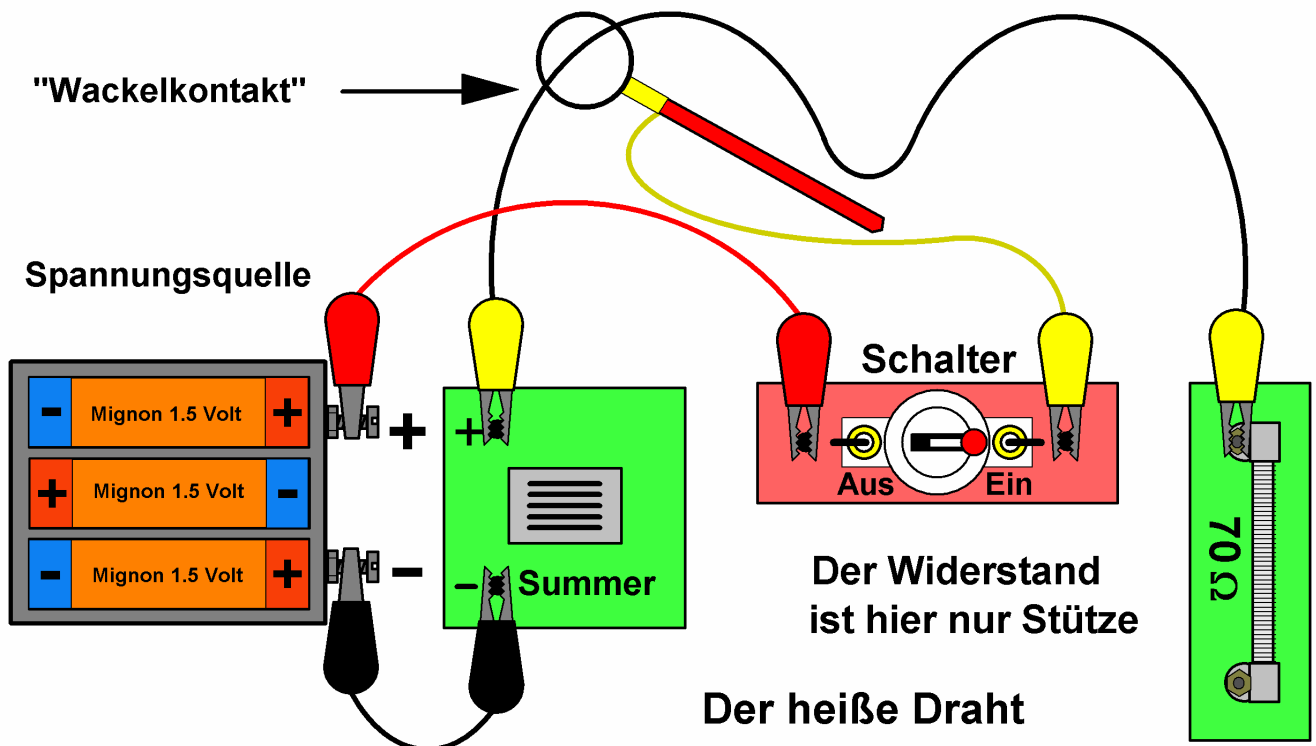 "Wackelkontakt"
Spannungsquelle
- Mignon 1.5 Volt +
+ Mignon 1.5 Volt -
- Mignon 1.5 Volt +
+
-
+
-
Summer
Schalter
Aus Ein
70 Ω
Der Widerstand
ist hier nur Stütze
Der heiße Draht